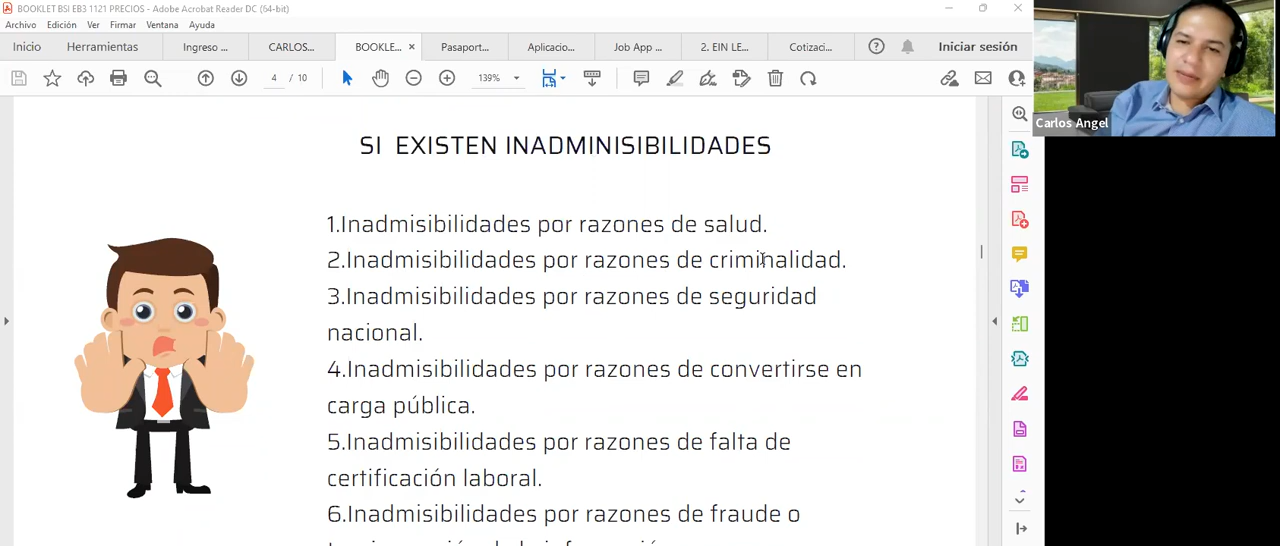 BOOKLET BSI EB3 1121 PRECIOS - Adobe Acrobat Reader DC (64-bit)
Archivo Edición Ver Firmar Ventana Ayuda
Inicio Herramientas Ingreso ... CARLOS... BOOKLE... × Pasaport... Aplicacio... Job App ... 2. EIN LE... Cotizaci... Iniciar sesión
4 / 10 139%
Carlos Angel
SI EXISTEN INADMINISIBILIDADES
1.Inadmisibilidades por razones de salud.
2.Inadmisibilidades por razones de criminalidad.
3.Inadmisibilidades por razones de seguridad
nacional.
4.Inadmisibilidades por razones de convertirse en
carga pública.
5.Inadmisibilidades por razones de falta de
certificación laboral.
6.Inadmisibilidades por razones de fraude o